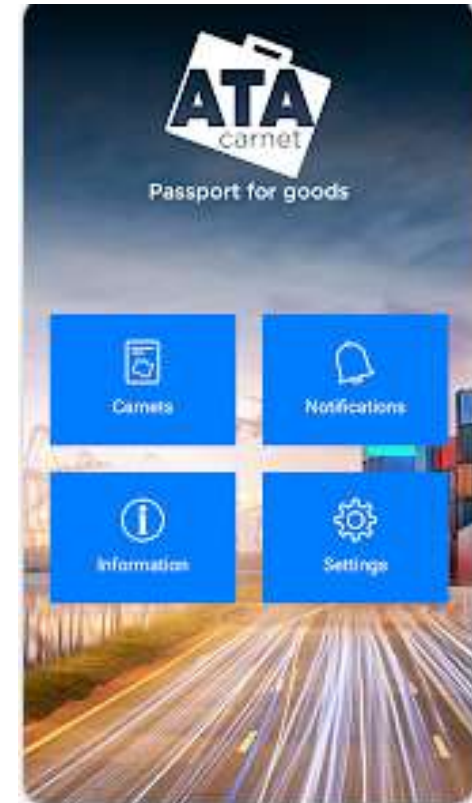 ATA
carnet
Passport for goods
Carnets
Notifications
Information
Settings